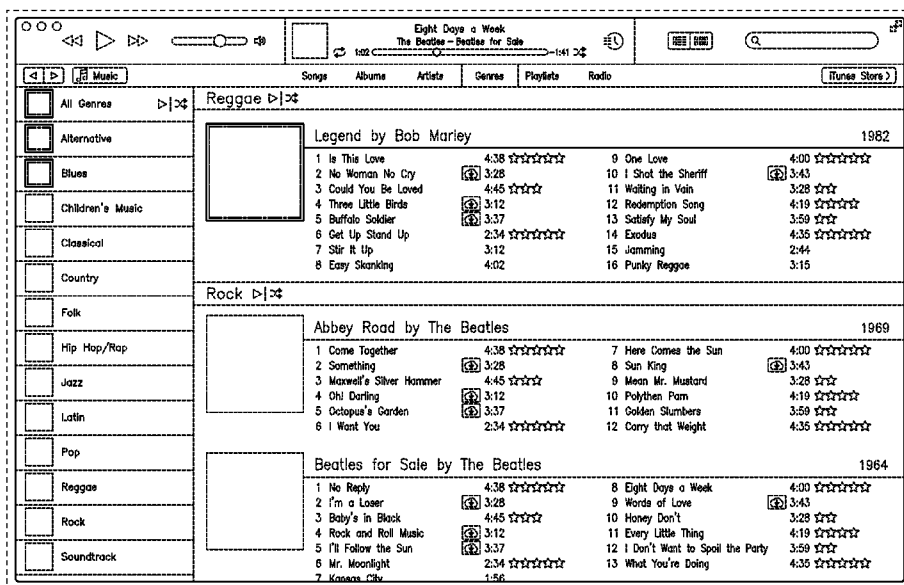 Eight Days a Week
The Beatles – Beatles for Sale
1:02 -1:41
Music Songs Albums Artists Genres Playlists Radio iTunes Store >
All Genres
Alternative
Blues
Children's Music
Classical
Country
Folk
Hip Hop/Rap
Jazz
Latin
Pop
Reggae
Rock
Soundtrack
Reggae
Legend by Bob Marley 1982
1 Is This Love 4:38
2 No Woman No Cry 3:28
3 Could You Be Loved 4:45
4 Three Little Birds 3:12
5 Buffalo Soldier 3:37
6 Get Up Stand Up 2:34
7 Stir It Up 3:12
8 Easy Skanking 4:02
9 One Love 4:00
10 I Shot the Sheriff 3:43
11 Waiting in Vain 3:28
12 Redemption Song 4:19
13 Satisfy My Soul 3:59
14 Exodus 4:35
15 Jamming 2:44
16 Punky Reggae 3:15
Rock
Abbey Road by The Beatles 1969
1 Come Together 4:38
2 Something 3:28
3 Maxwell's Silver Hammer 4:45
4 Oh! Darling 3:12
5 Octopus's Garden 3:37
6 I Want You 2:34
7 Here Comes the Sun 4:00
8 Sun King 3:43
9 Mean Mr. Mustard 3:28
10 Polythen Pam 4:19
11 Golden Slumbers 3:59
12 Carry that Weight 4:35
Beatles for Sale by The Beatles 1964
1 No Reply 4:38
2 I'm a Loser 3:28
3 Baby's in Black 4:45
4 Rock and Roll Music 3:12
5 I'll Follow the Sun 3:37
6 Mr. Moonlight 2:34
7 Kansas City 1:56
8 Eight Days a Week 4:00
9 Words of Love 3:43
10 Honey Don't 3:28
11 Every Little Thing 4:19
12 I Don't Want to Spoil the Party 3:59
13 What You're Doing 4:35